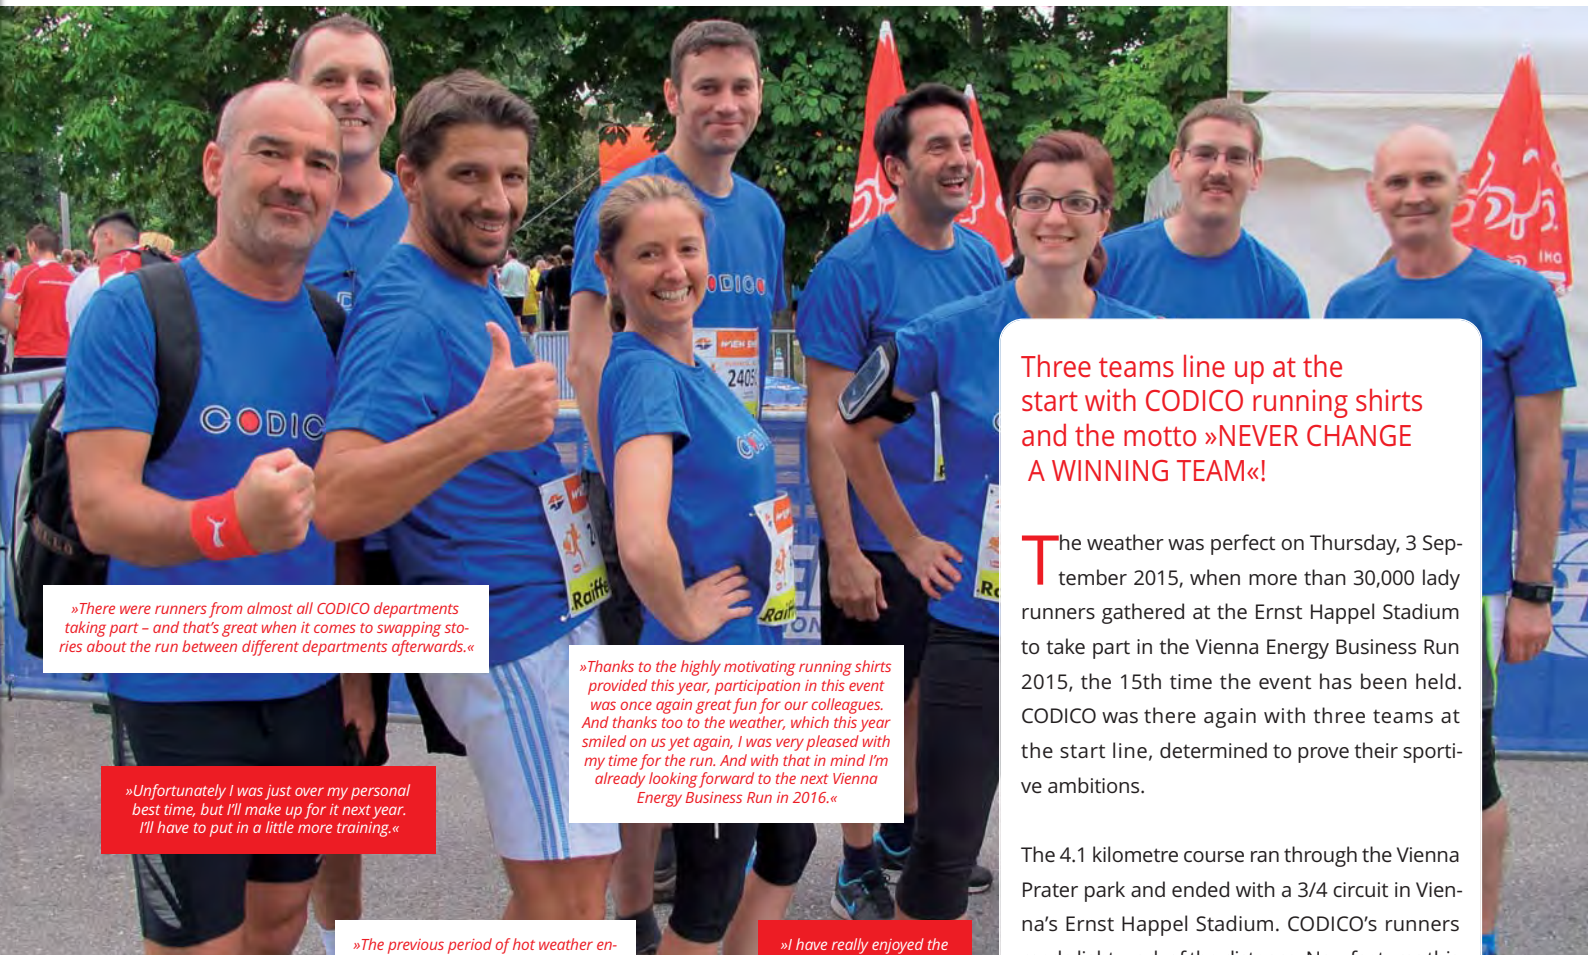 CODIC
CODICO
WIEN ENE
2405
Raiffe
Raiff
»There were runners from almost all CODICO departments
taking part – and that’s great when it comes to swapping sto-
ries about the run between different departments afterwards.«
»Unfortunately I was just over my personal
best time, but I’ll make up for it next year.
I’ll have to put in a little more training.«
»Thanks to the highly motivating running shirts
provided this year, participation in this event
was once again great fun for our colleagues.
And thanks too to the weather, which this year
smiled on us yet again, I was very pleased with
my time for the run. And with that in mind I’m
already looking forward to the next Vienna
Energy Business Run in 2016.«
»The previous period of hot weather en-
»I have really enjoyed the
Three teams line up at the
start with CODICO running shirts
and the motto »NEVER CHANGE
A WINNING TEAM«!
The weather was perfect on Thursday, 3 Sep-
tember 2015, when more than 30,000 lady
runners gathered at the Ernst Happel Stadium
to take part in the Vienna Energy Business Run
2015, the 15th time the event has been held.
CODICO was there again with three teams at
the start line, determined to prove their sporti-
ve ambitions.
The 4.1 kilometre course ran through the Vienna
Prater park and ended with a 3/4 circuit in Vien-
na’s Ernst Happel Stadium. CODICO’s runners